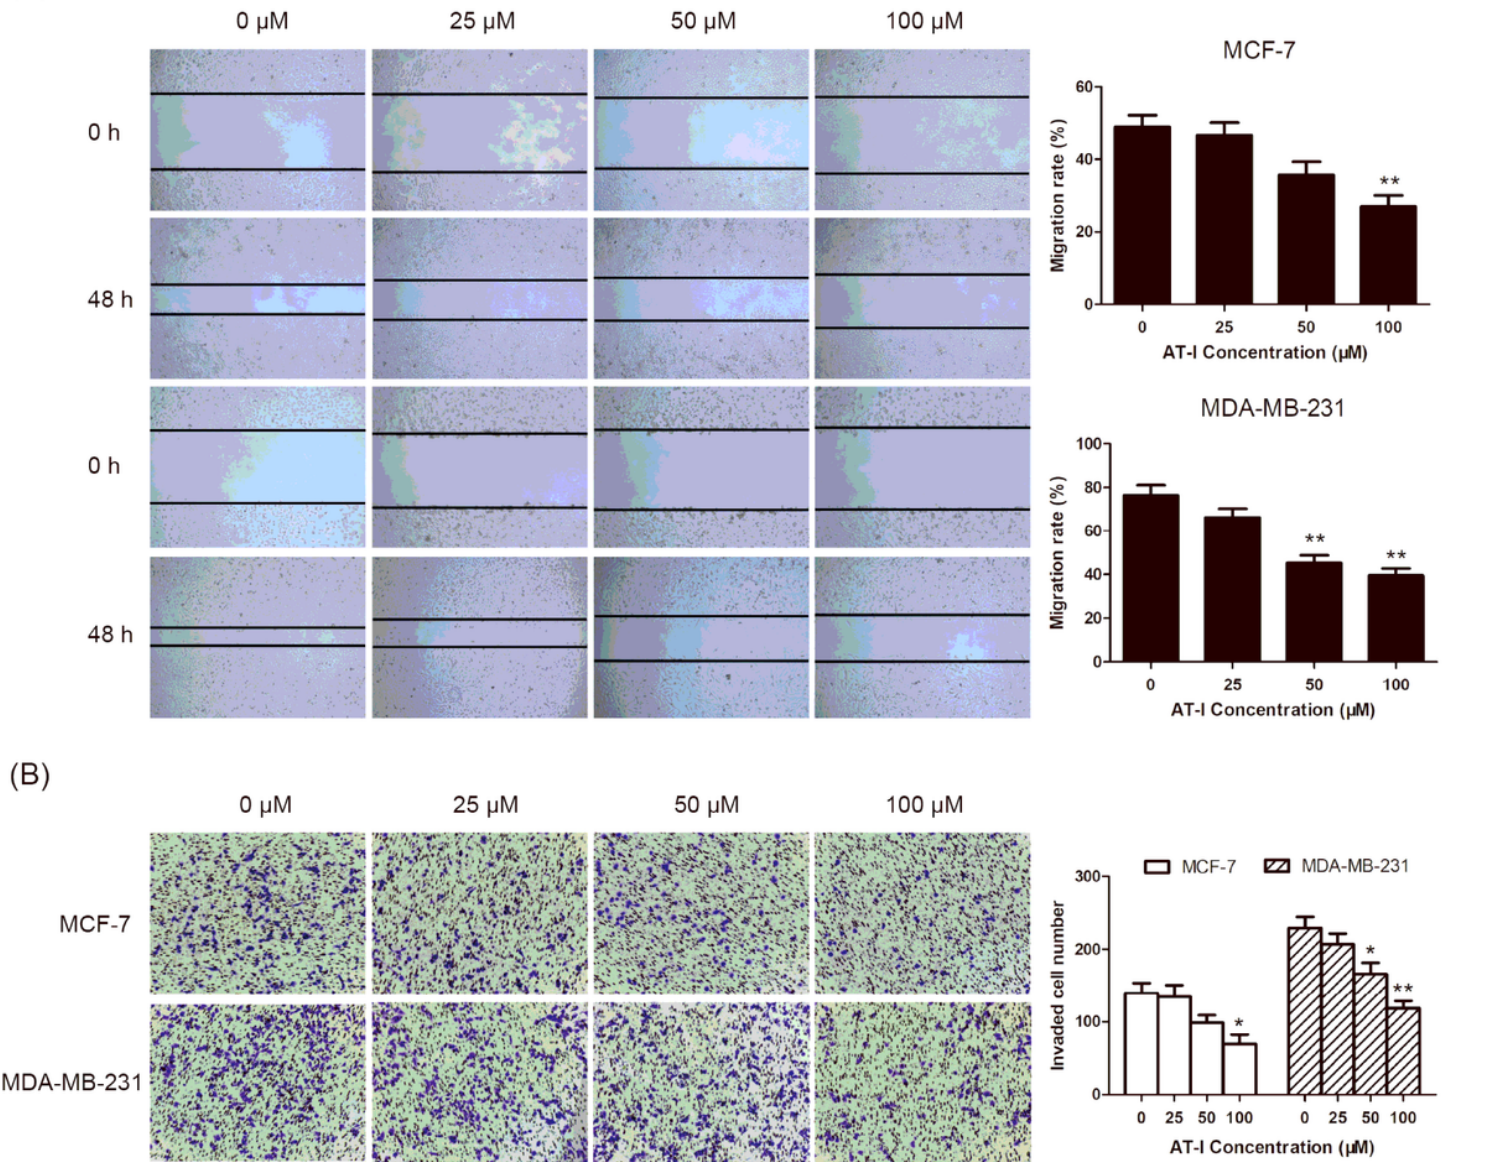 0 µM 25 µM 50 µM 100 µM
0 h
48 h
0 h
48 h
MCF-7
Migration rate (%)
60
40
20
0
**
0 25 50 100
AT-I Concentration (µM)
MDA-MB-231
Migration rate (%)
100
80
60
40
20
0
** **
0 25 50 100
AT-I Concentration (µM)
(B)
0 µM 25 µM 50 µM 100 µM
MCF-7
MDA-MB-231
MCF-7 MDA-MB-231
Invaded cell number
300
200
100
0
* * **
0 25 50 100 0 25 50 100
AT-I Concentration (µM)